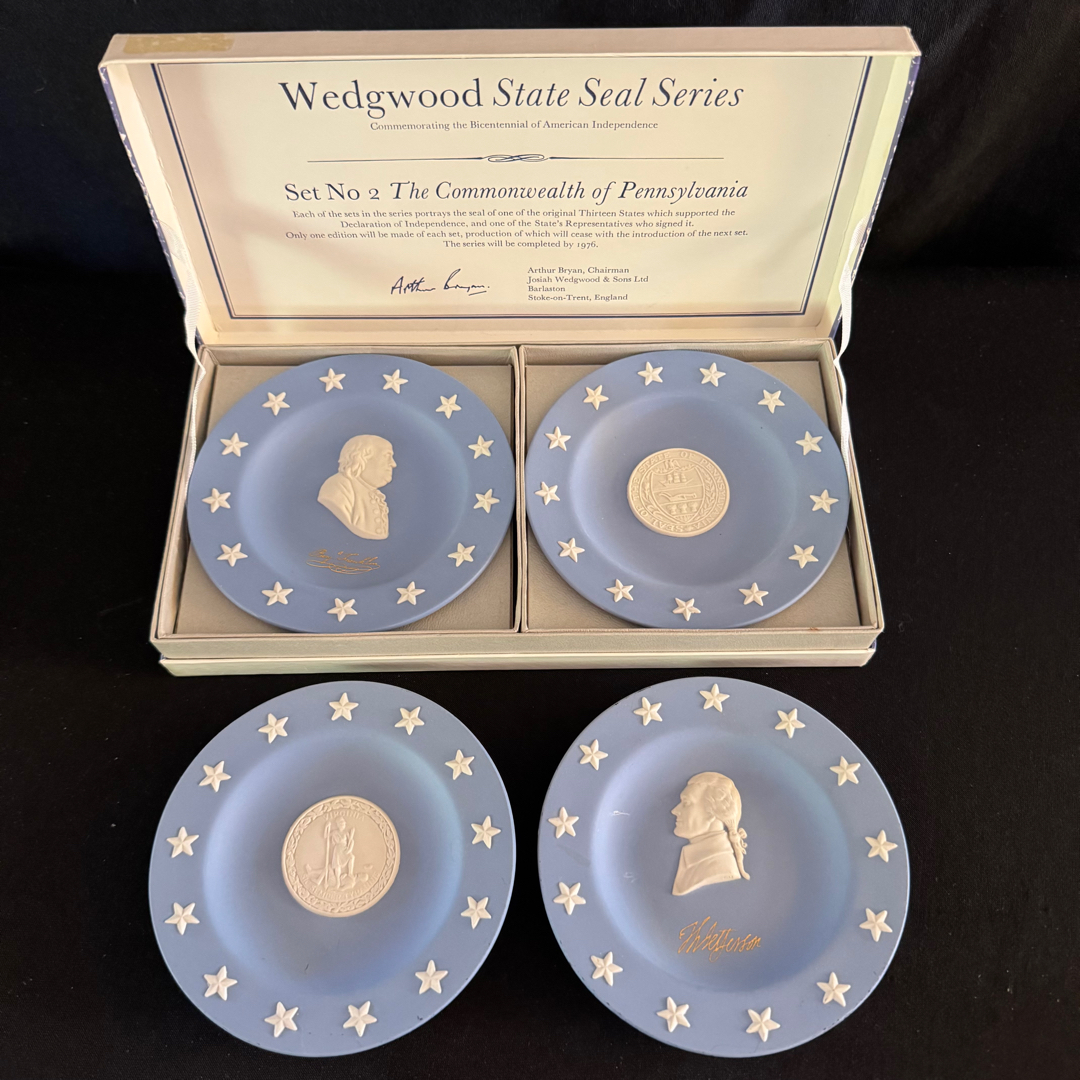 Wedgwood State Seal Series
Commemorating the Bicentennial of American Independence
Set No 2 The Commonwealth of Pennsylvania
Each of the sets in the series portrays the seal of one of the original Thirteen States which supported the
Declaration of Independence, and one of the State's Representatives who signed it.
Only one edition will be made of each set, production of which will cease with the introduction of the next set.
The series will be completed by 1976.
Arthur Bryan.
Arthur Bryan, Chairman
Josiah Wedgwood & Sons Ltd
Barlaston
Stoke-on-Trent, England
Th Jefferson